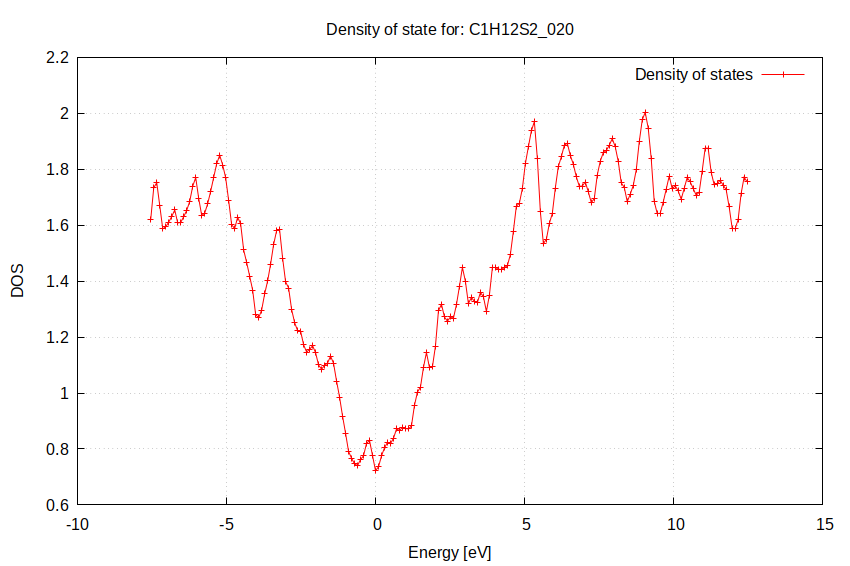 Density of state for: C1H12S2_020
Density of states
2.2
2
1.8
1.6
1.4
1.2
1
0.8
0.6
DOS
-10 -5 0 5 10 15
Energy [eV]